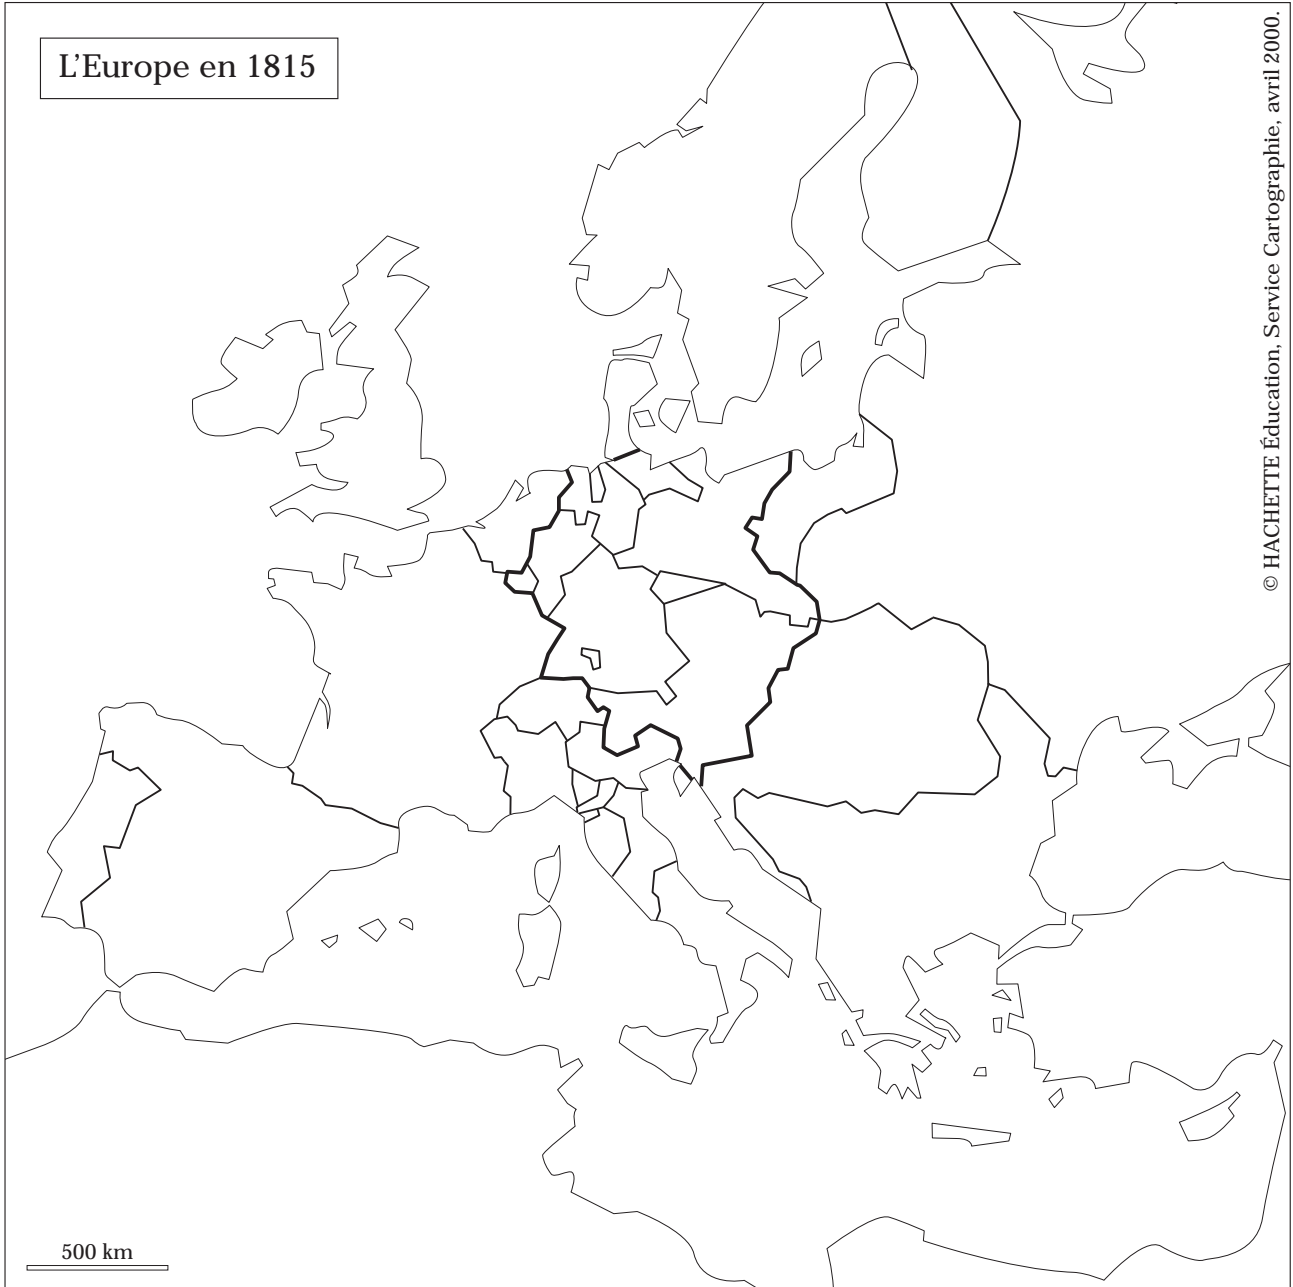 L'Europe en 1815
© HACHETTE Éducation, Service Cartographie, avril 2000.
500 km